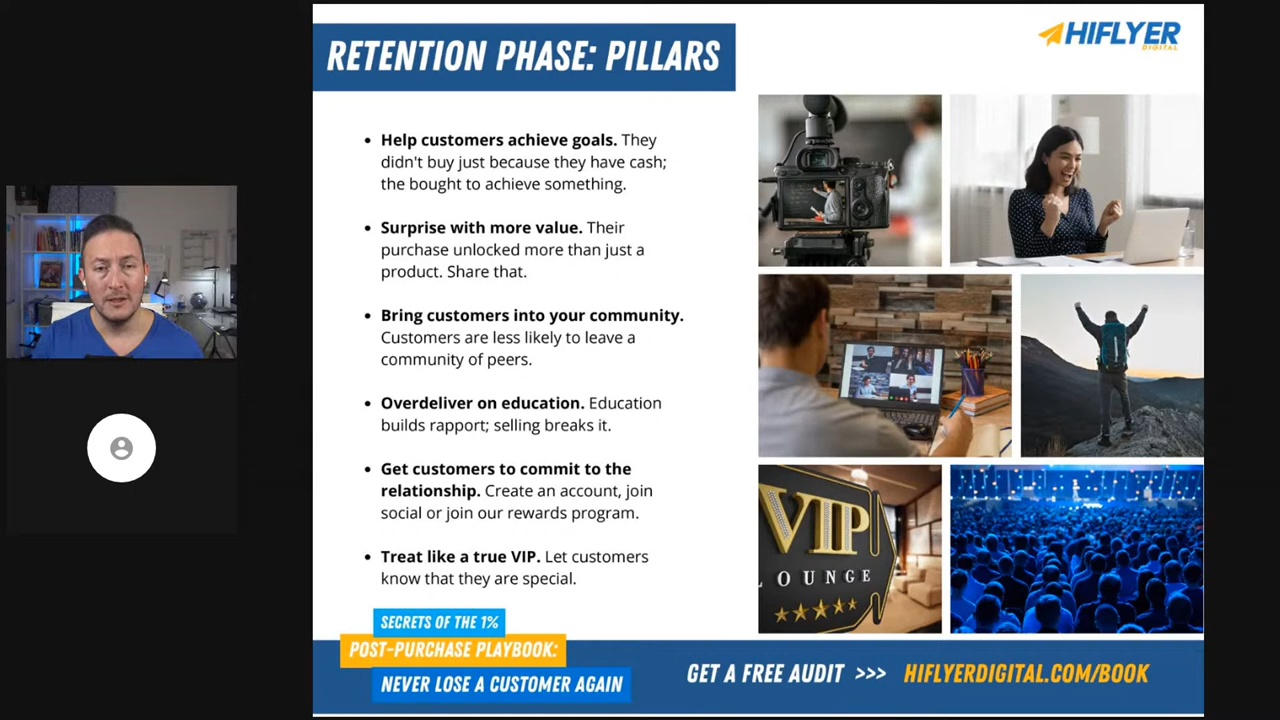 RETENTION PHASE: PILLARS
HIFLYER
DIGITAL
• Help customers achieve goals. They
didn't buy just because they have cash;
the bought to achieve something.
• Surprise with more value. Their
purchase unlocked more than just a
product. Share that.
• Bring customers into your community.
Customers are less likely to leave a
community of peers.
• Overdeliver on education. Education
builds rapport; selling breaks it.
• Get customers to commit to the
relationship. Create an account, join
social or join our rewards program.
• Treat like a true VIP. Let customers
know that they are special.
VIP
LOUNGE
SECRETS OF THE 1%
POST-PURCHASE PLAYBOOK:
NEVER LOSE A CUSTOMER AGAIN
GET A FREE AUDIT >>> HIFLYERDIGITAL.COM/BOOK